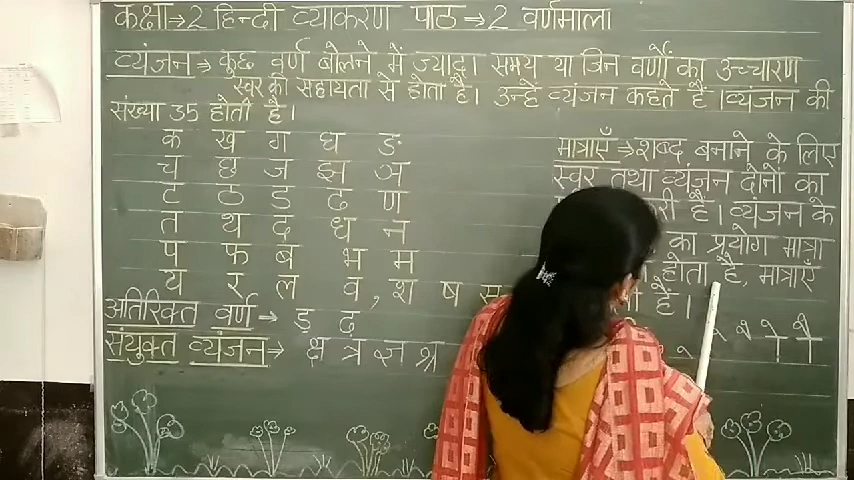 कक्षा→2 हिन्दी व्याकरण पाठ⇒2 वर्णमाला
व्यंजन⇒ कुछ वर्ण बोलने में ज्यादा समय या जिन वर्णों का उच्चारण
स्वर की सहायता से होता है। उन्हें व्यंजन कहते हैं।व्यंजन की
संख्या 35 होती है।
क ख ग घ ङ
च छ ज झ ञ
ट ठ ड ढ ण
त थ द ध न
प फ ब भ म
य र ल व , श ष स
अतिरिक्त वर्ण→ ड़ ढ़
संयुक्त व्यंजन⇒ क्ष त्र ज्ञ श्र
मात्राएँ⇒शब्द बनाने के लिए
स्वर तथा व्यंजन दोनों का
है। व्यंजन के
का प्रयोग मात्रा
होता है, मात्राएँ
हैं।